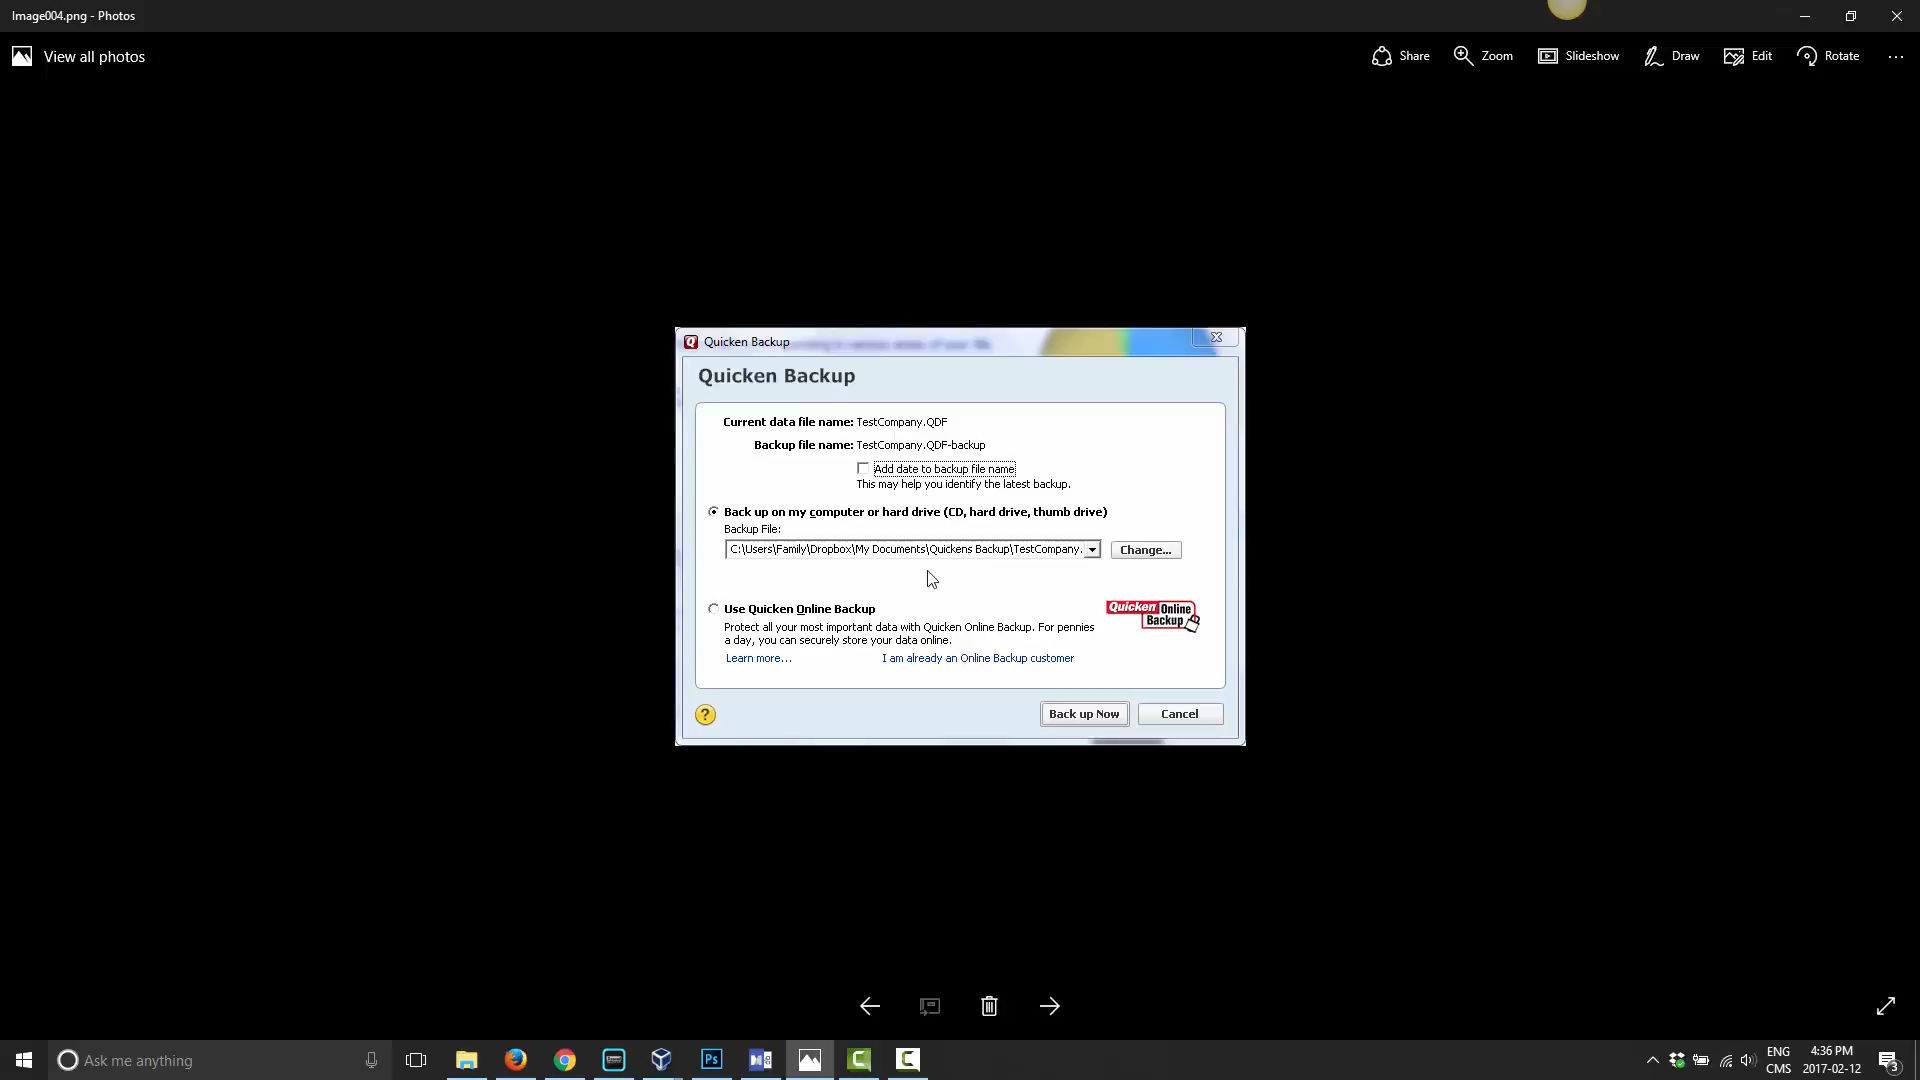 Image004.png - Photos
View all photos
Share
Zoom
Slideshow
Draw
Edit
Rotate
Quicken Backup
Quicken Backup
Current data file name: TestCompany.QDF
Backup file name: TestCompany.QDF-backup
Add date to backup file name
This may help you identify the latest backup.
Back up on my computer or hard drive (CD, hard drive, thumb drive)
Backup File:
C:\Users\Family\Dropbox\My Documents\Quickens Backup\TestCompany.
Change...
Use Quicken Online Backup
Protect all your most important data with Quicken Online Backup. For pennies
a day, you can securely store your data online.
Learn more...
I am already an Online Backup customer
Quicken Online
Backup
?
Back up Now
Cancel
Ask me anything
Ps
ENG
CMS
4:36 PM
2017-02-12
3